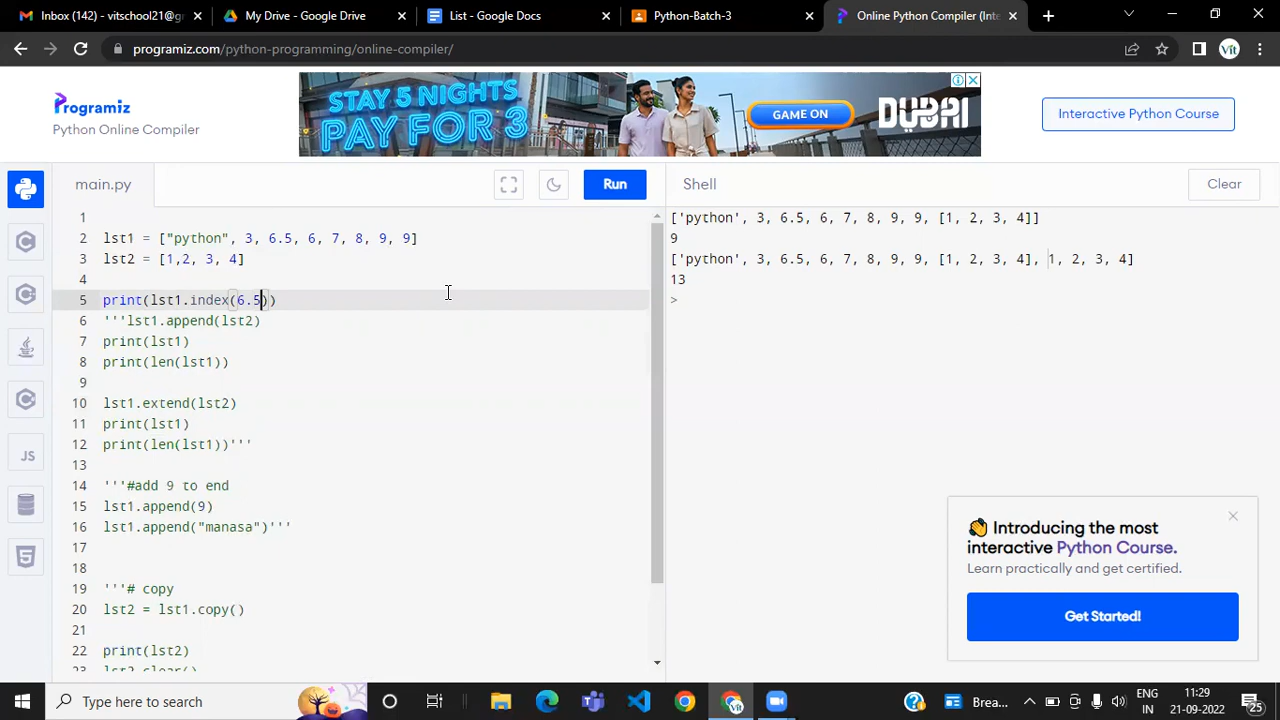 Inbox (142) - vitschool21@g
My Drive - Google Drive
List - Google Docs
Python-Batch-3
Online Python Compiler (Inte
programiz.com/python-programming/online-compiler/
Vit
Programiz
Python Online Compiler
STAY 5 NIGHTS
PAY FOR 3
GAME ON
DUBAI
Interactive Python Course
main.py
Run
Shell
Clear
1
2 lst1 = ["python", 3, 6.5, 6, 7, 8, 9, 9]
3 lst2 = [1,2, 3, 4]
4
5 print(lst1.index(6.5))
6 '''lst1.append(lst2)
7 print(lst1)
8 print(len(lst1))
9
10 lst1.extend(lst2)
11 print(lst1)
12 print(len(lst1))'''
13
14 '''#add 9 to end
15 lst1.append(9)
16 lst1.append("manasa")'''
17
18
19 '''# copy
20 lst2 = lst1.copy()
21
22 print(lst2)
23 lst2.clear()
['python', 3, 6.5, 6, 7, 8, 9, 9, [1, 2, 3, 4]]
9
['python', 3, 6.5, 6, 7, 8, 9, 9, [1, 2, 3, 4], 1, 2, 3, 4]
13
>
JS
Introducing the most
interactive Python Course.
Learn practically and get certified.
Get Started!
Type here to search
Vit
Brea...
ENG
IN
11:29
21-09-2022
25